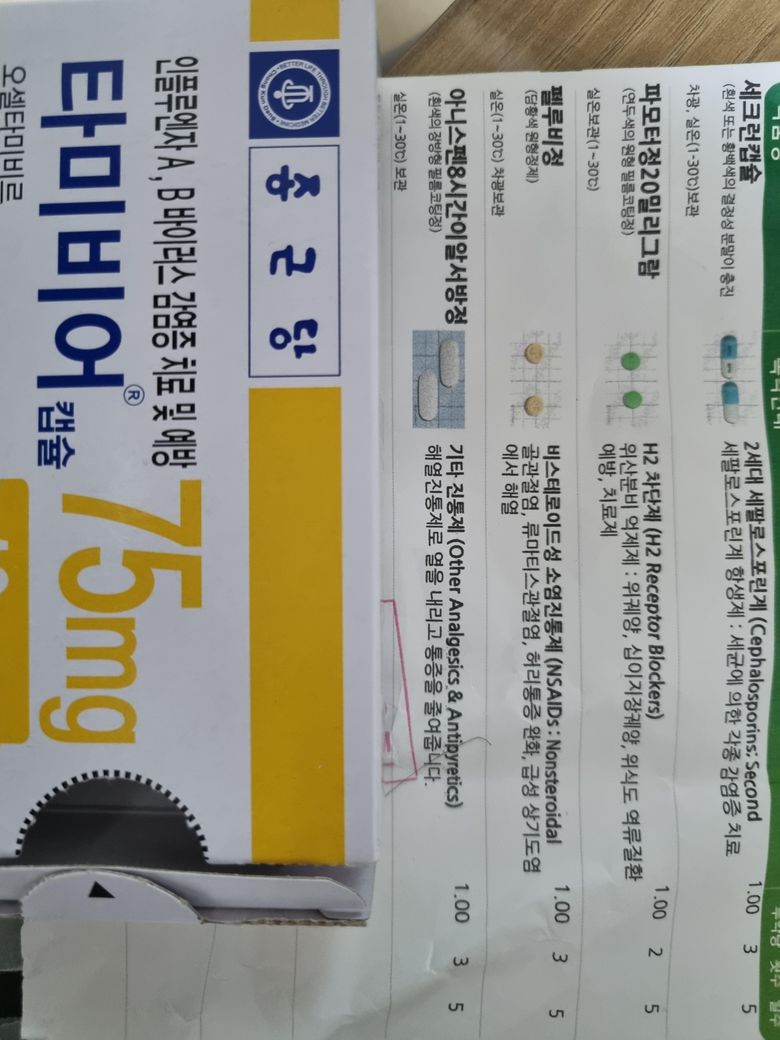 세크런캡슐
(흰색 또는 황백색의 결정성 분말이 충진
차광, 실온(1-30℃)보관
2세대 세팔로스포린계 (Cephalosporins; Second
세팔로스포린계 항생제 : 세균에 의한 각종 감염증 치료
1.00 3 5
파모터정20밀리그람
(연두색의 원형 필름코팅정)
실온보관(1~30℃)
H2 차단제 (H2 Receptor Blockers)
위산분비 억제제 : 위궤양, 십이지장궤양, 위식도 역류질환
예방, 치료제
1.00 2 5
펠루비정
(담황색 원형정제)
실온(1~30℃) 차광보관
비스테로이드성 소염진통제 (NSAIDs : Nonsteroidal
골관절염, 류마티스관절염, 허리통증 완화, 급성 상기도염
에서 해열
1.00 3 5
아니스펜8시간이알서방정
(흰색의 장방형 필름코팅정)
실온(1~30℃) 보관
기타 진통제 (Other Analgesics & Antipyretics)
해열진통제로 열을 내리고 통증을 줄여줍니다.
1.00 3 5
BETTER LIFE THROUGH BETTER MEDICINE
종근당
인플루엔자 A, B 바이러스 감염증 치료 및 예방
타미비어® 캡슐 75mg
오셀타미비르